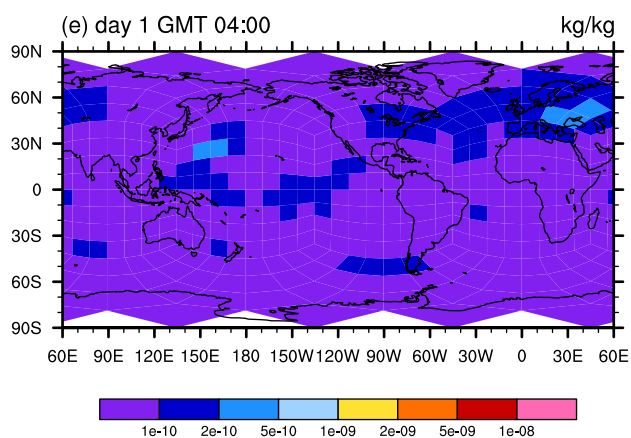 (e) day 1 GMT 04:00 kg/kg
90N
60N
30N
0
30S
60S
90S
60E 90E 120E 150E 180 150W 120W 90W 60W 30W 0 30E 60E
1e-10 2e-10 5e-10 1e-09 2e-09 5e-09 1e-08